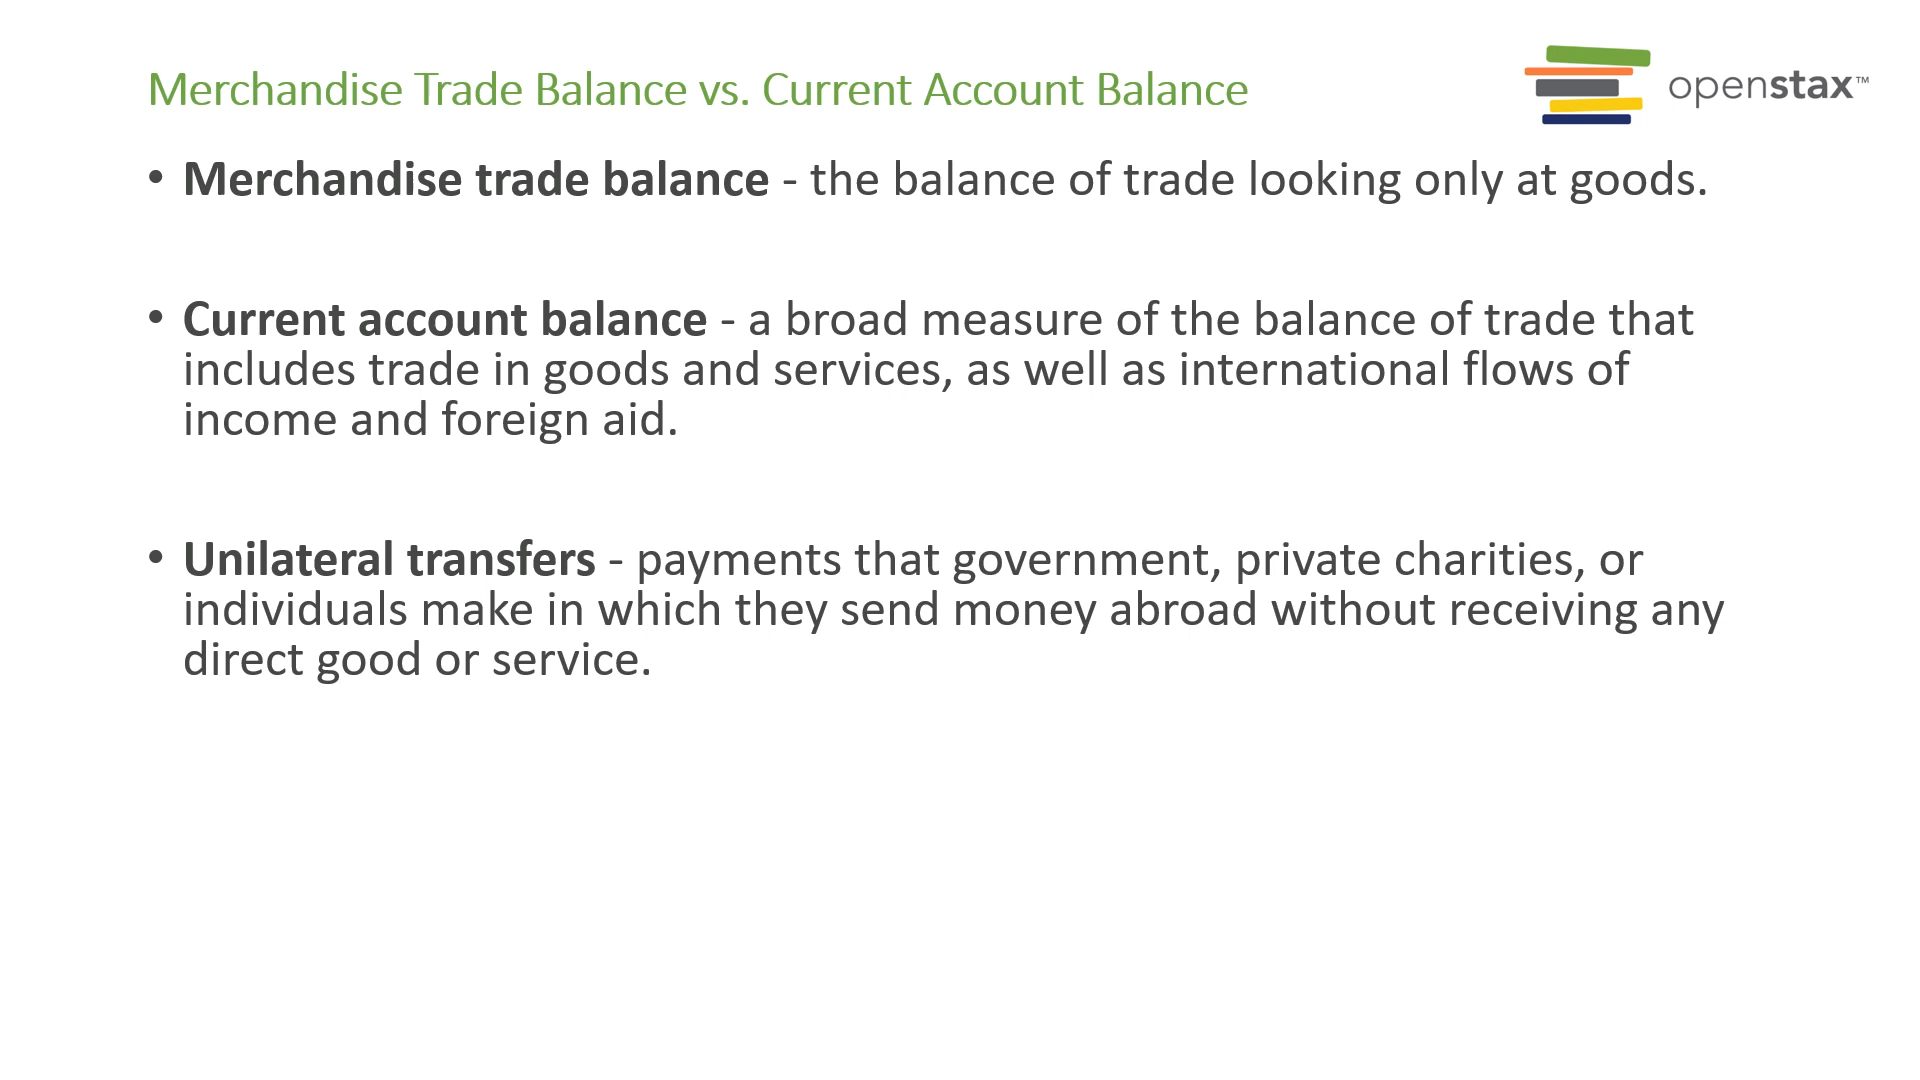 Merchandise Trade Balance vs. Current Account Balance
openstax™
• Merchandise trade balance - the balance of trade looking only at goods.
• Current account balance - a broad measure of the balance of trade that
includes trade in goods and services, as well as international flows of
income and foreign aid.
• Unilateral transfers - payments that government, private charities, or
individuals make in which they send money abroad without receiving any
direct good or service.